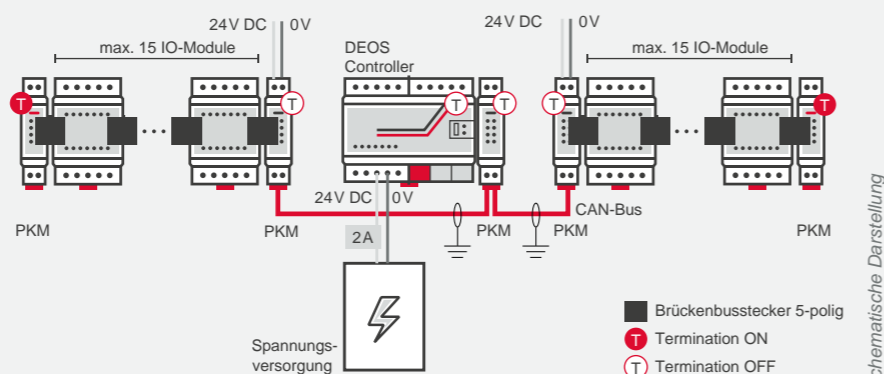 24V DC 0V
24V DC 0V
max. 15 IO-Module
DEOS
Controller
max. 15 IO-Module
T
T
T
T
T
T
24V DC 0V
CAN-Bus
PKM
PKM
2A
PKM
PKM
PKM
Spannungs-
versorgung
Brückenbusstecker 5-polig
T Termination ON
T Termination OFF
chematische Darstellung